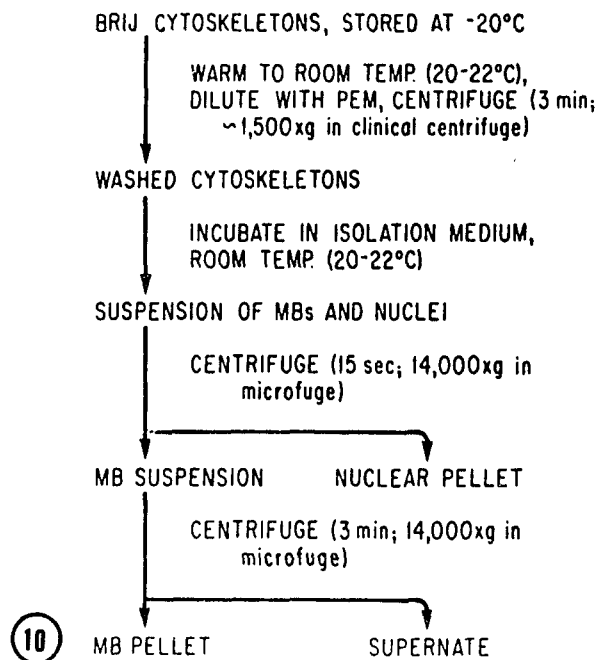 BRIJ CYTOSKELETONS, STORED AT -20°C
WARM TO ROOM TEMP. (20-22°C),
DILUTE WITH PEM, CENTRIFUGE (3 min;
~1,500xg in clinical centrifuge)
WASHED CYTOSKELETONS
INCUBATE IN ISOLATION MEDIUM,
ROOM TEMP. (20-22°C)
SUSPENSION OF MBs AND NUCLEI
CENTRIFUGE (15 sec; 14,000xg in
microfuge)
MB SUSPENSION NUCLEAR PELLET
CENTRIFUGE (3 min; 14,000xg in
microfuge)
10 MB PELLET SUPERNATE